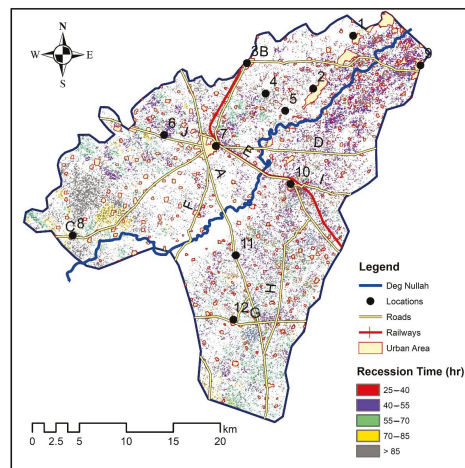 N
W E
S
1
3B
9
4
2
5
6
J
7
E
D
A
10
I
F
C 8
11
H
12
G
Legend
Deg Nullah
Locations
Roads
Railways
Urban Area
Recession Time (hr)
25–40
40–55
55–70
70–85
> 85
km
0 2.5 5 10 15 20